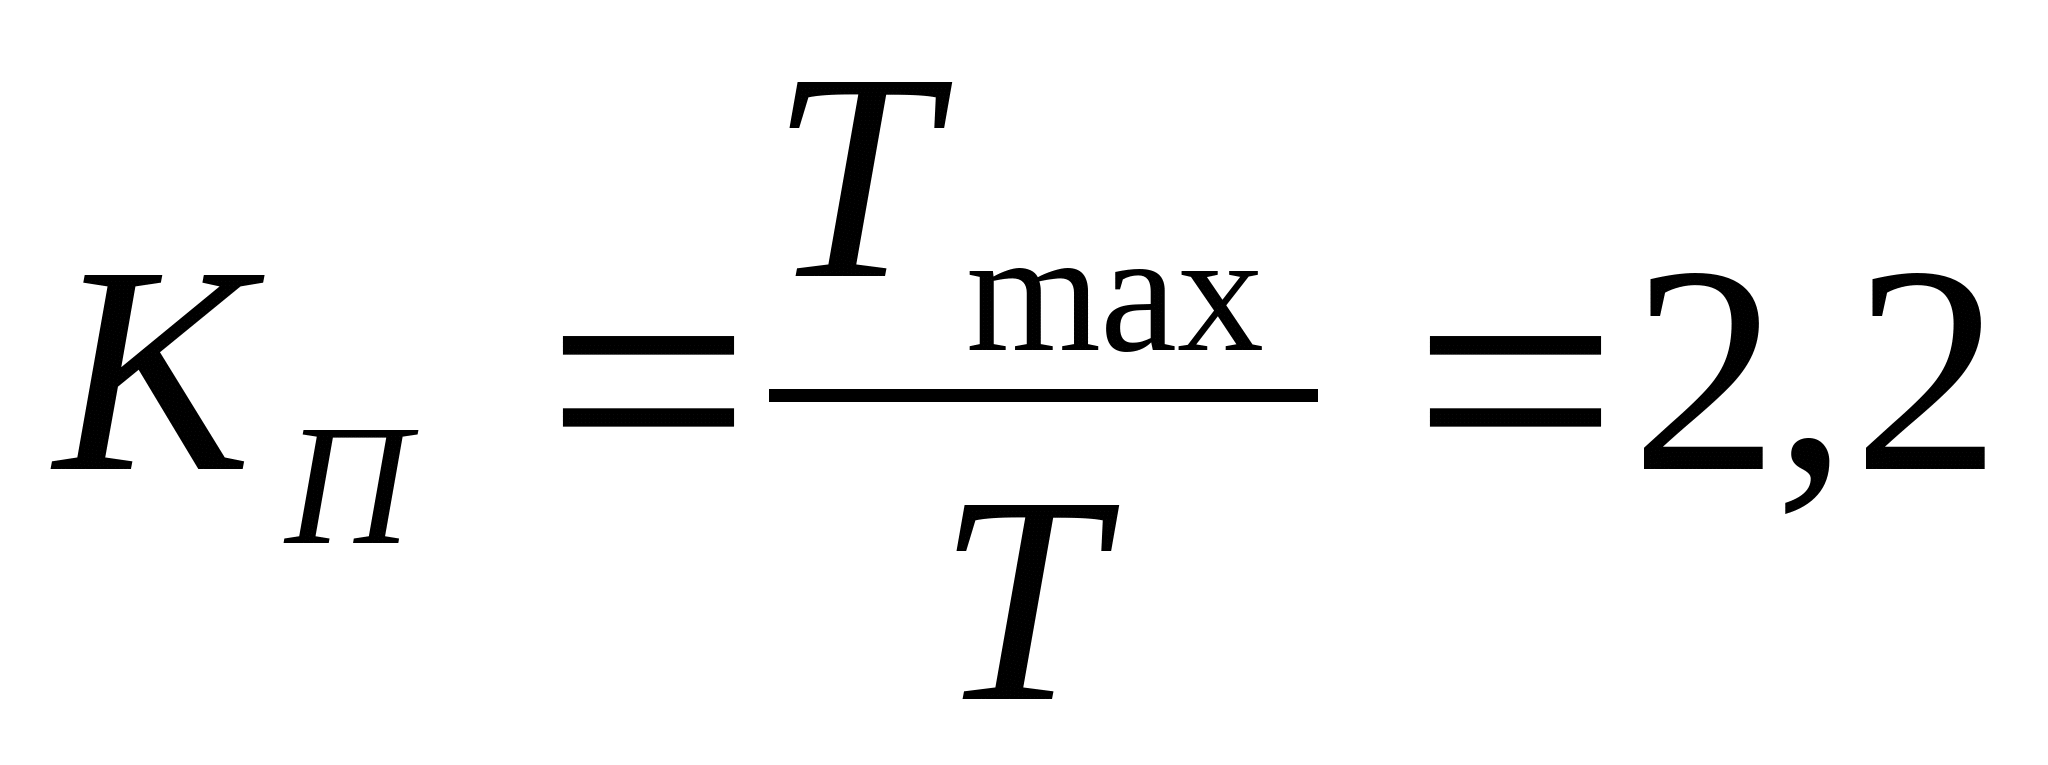 K_П = T_max / T = 2,2